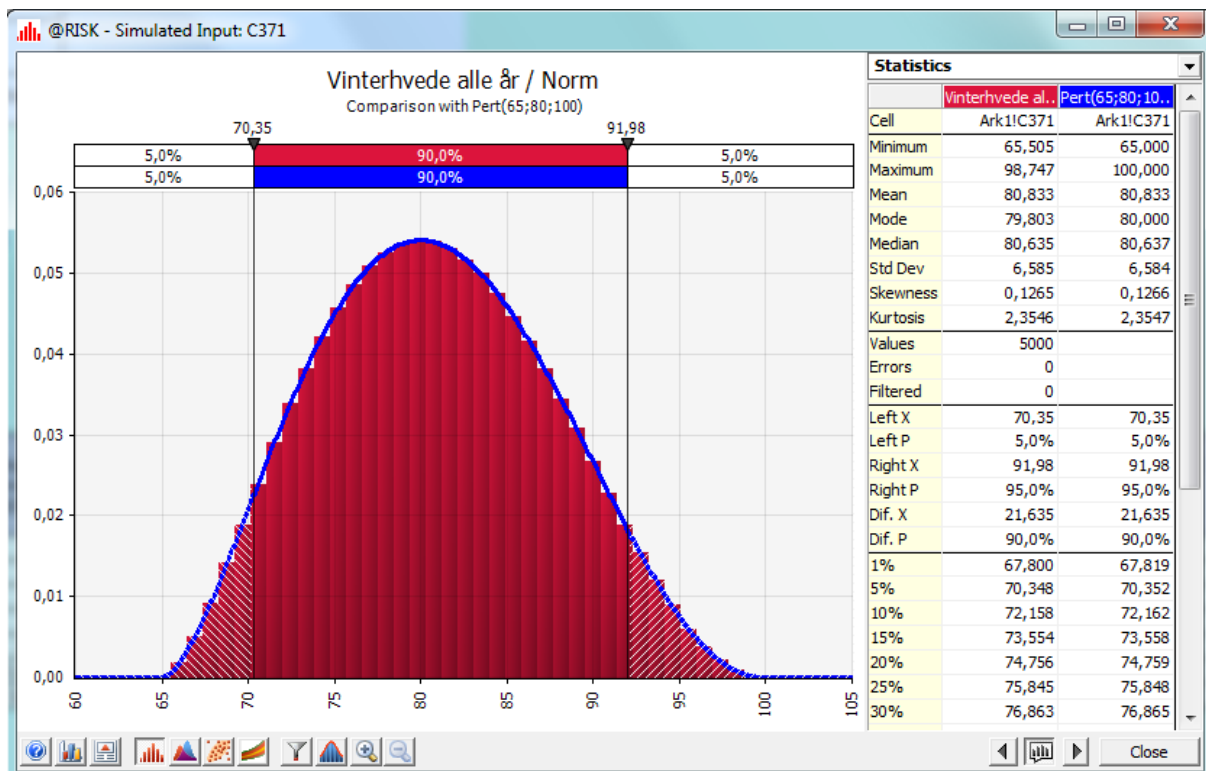 @RISK - Simulated Input: C371
Vinterhvede alle år / Norm
Comparison with Pert(65;80;100)
70,35 91,98
5,0% 90,0% 5,0%
5,0% 90,0% 5,0%
0,06
0,05
0,04
0,03
0,02
0,01
0,00
60 65 70 75 80 85 90 95 100 105
Statistics
Vinterhvede al.. Pert(65;80;10..
Cell Ark1!C371 Ark1!C371
Minimum 65,505 65,000
Maximum 98,747 100,000
Mean 80,833 80,833
Mode 79,803 80,000
Median 80,635 80,637
Std Dev 6,585 6,584
Skewness 0,1265 0,1266
Kurtosis 2,3546 2,3547
Values 5000
Errors 0
Filtered 0
Left X 70,35 70,35
Left P 5,0% 5,0%
Right X 91,98 91,98
Right P 95,0% 95,0%
Dif. X 21,635 21,635
Dif. P 90,0% 90,0%
1% 67,800 67,819
5% 70,348 70,352
10% 72,158 72,162
15% 73,554 73,558
20% 74,756 74,759
25% 75,845 75,848
30% 76,863 76,865
Close